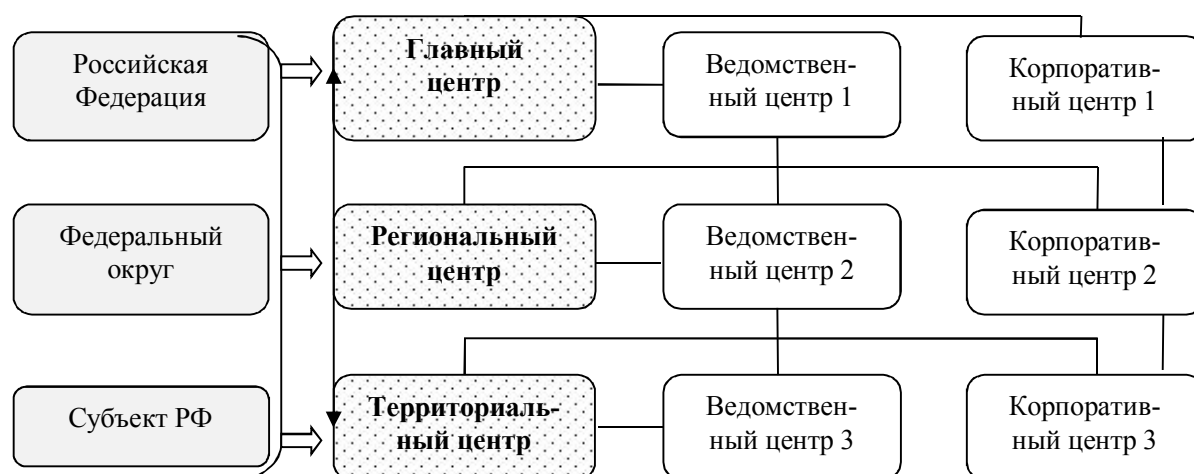 Российская
Федерация
Главный
центр
Ведомствен-
ный центр 1
Корпоратив-
ный центр 1
Федеральный
округ
Региональный
центр
Ведомствен-
ный центр 2
Корпоратив-
ный центр 2
Субъект РФ
Территориаль-
ный центр
Ведомствен-
ный центр 3
Корпоратив-
ный центр 3